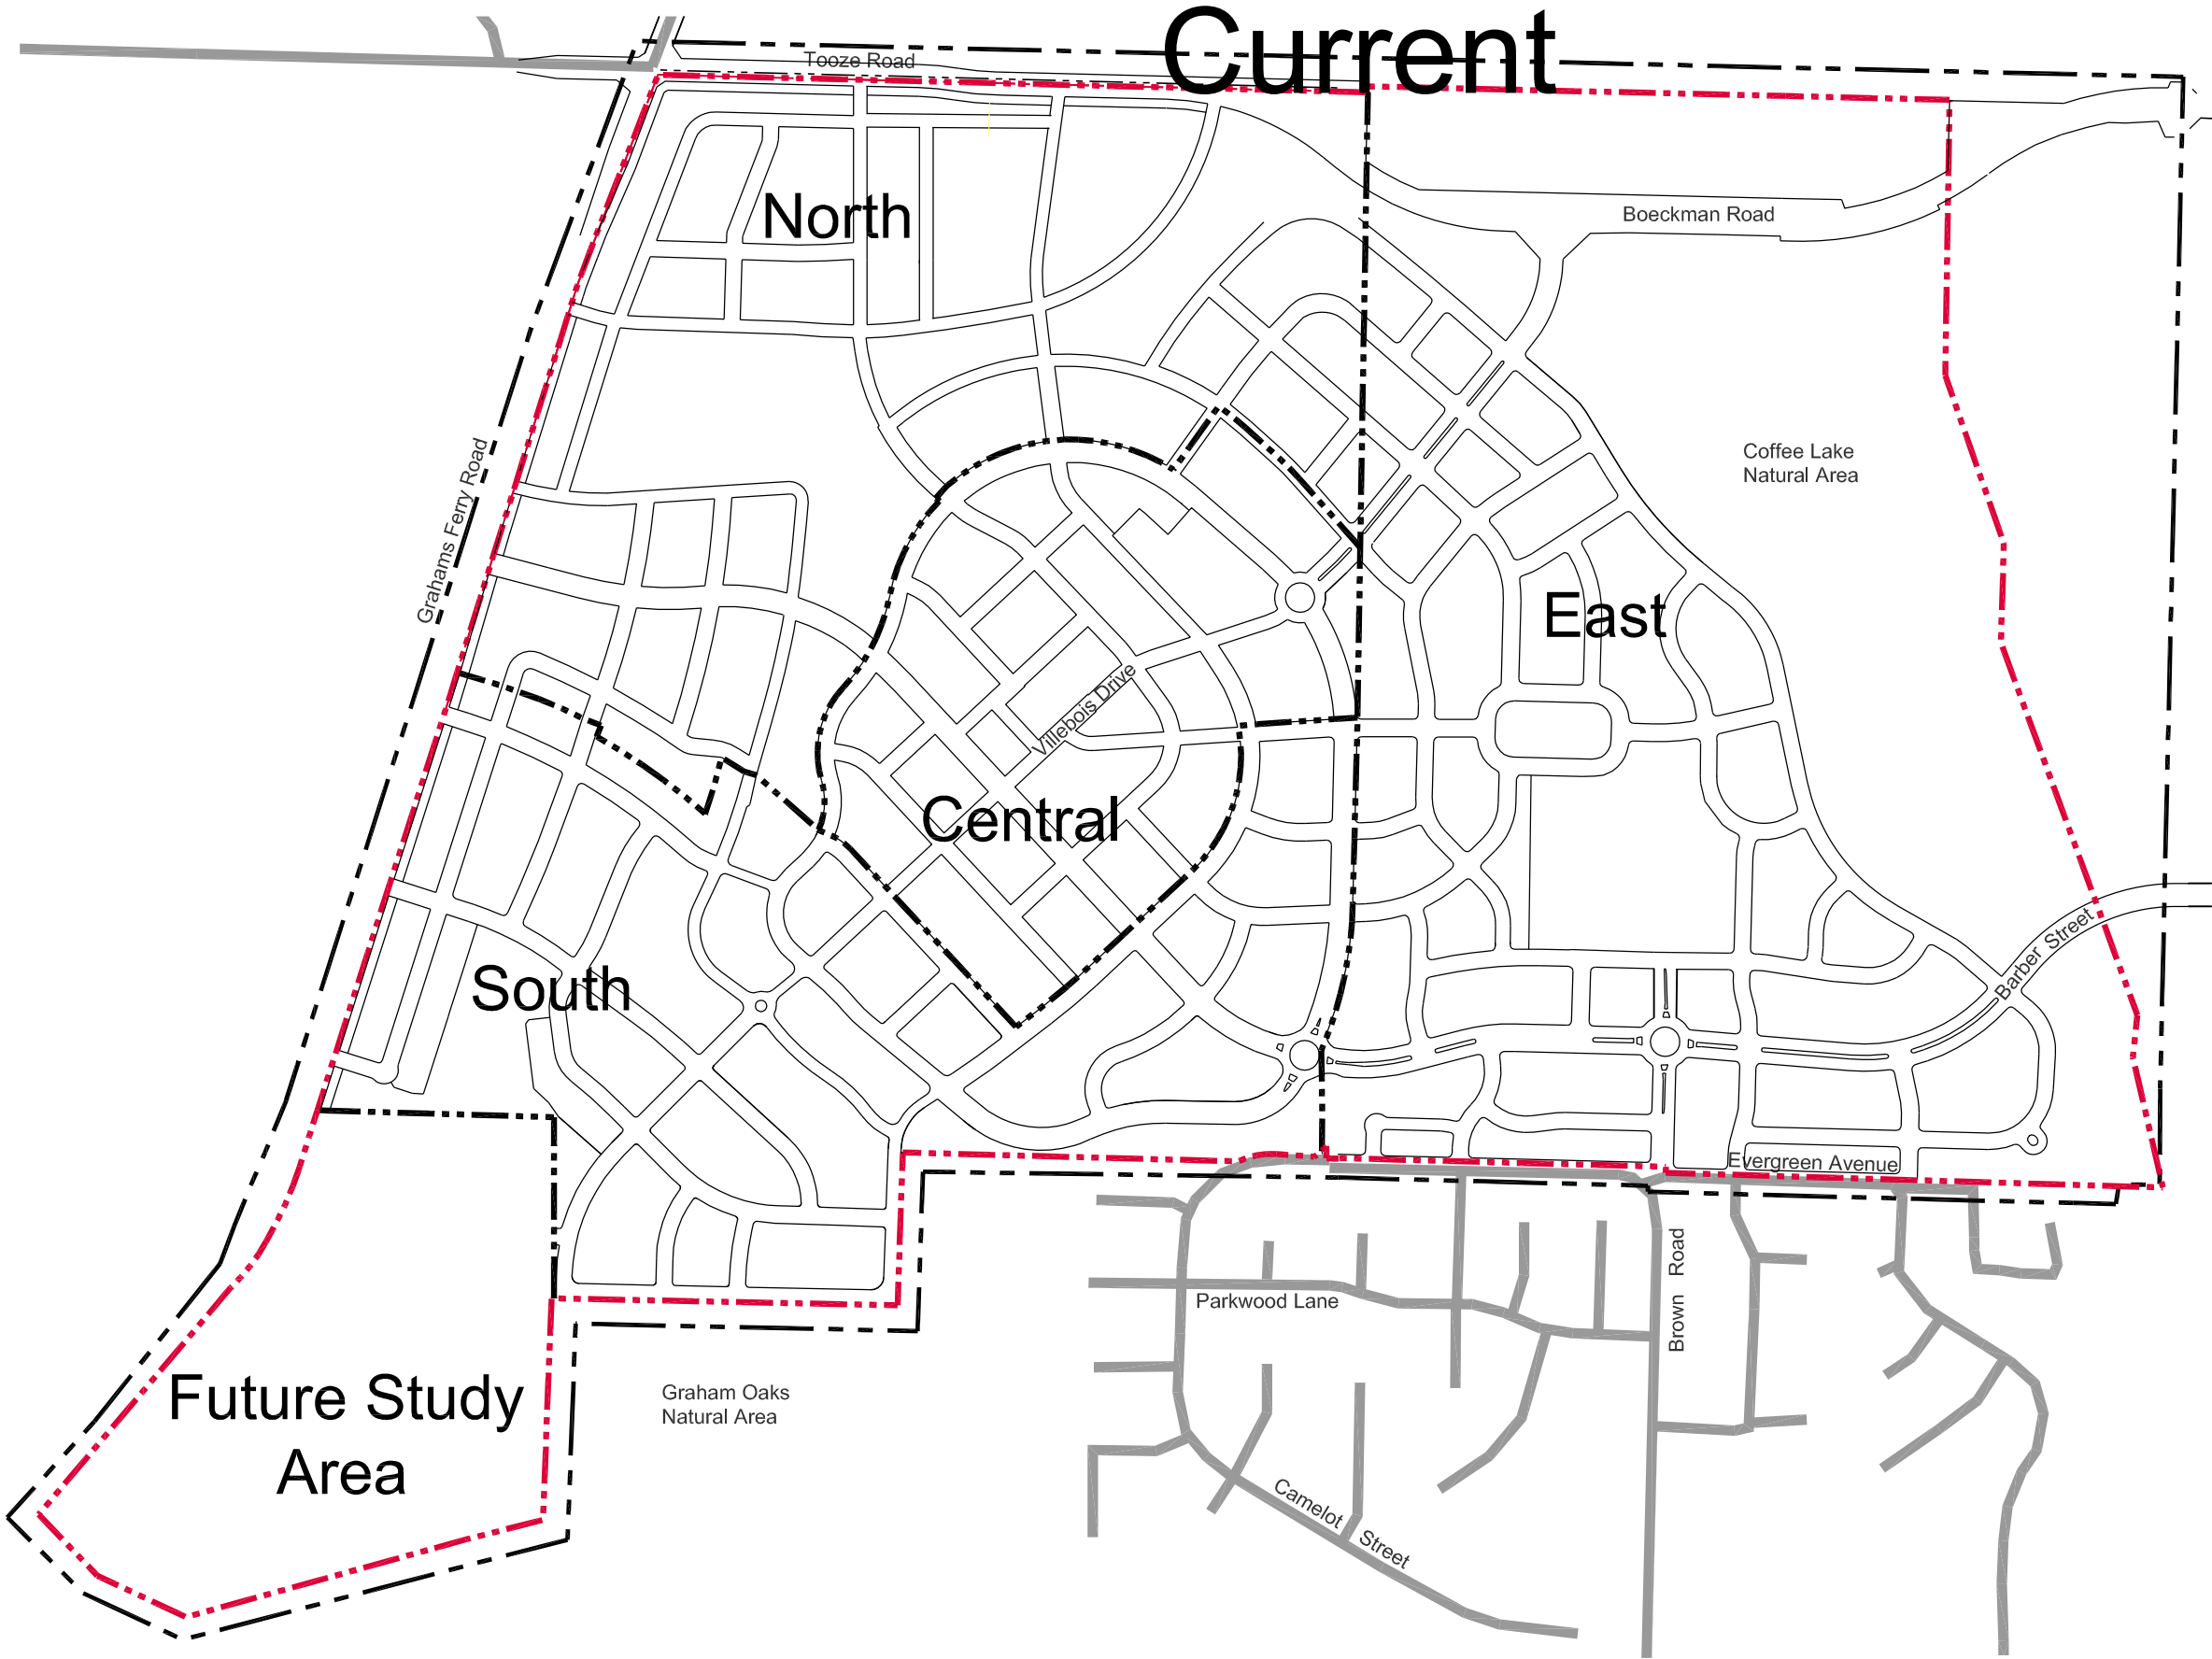 Current
Tooze Road
North
Boeckman Road
Coffee Lake
Natural Area
Grahams Ferry Road
East
Villebois Drive
Central
South
Barber Street
Evergreen Avenue
Brown Road
Parkwood Lane
Future Study
Area
Graham Oaks
Natural Area
Camelot Street